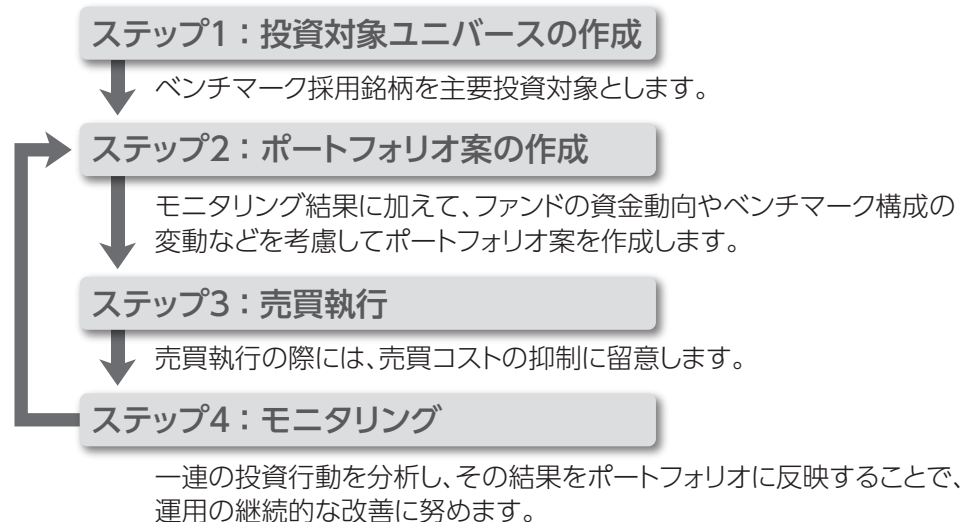 ステップ1：投資対象ユニバースの作成
ベンチマーク採用銘柄を主要投資対象とします。
ステップ2：ポートフォリオ案の作成
モニタリング結果に加えて、ファンドの資金動向やベンチマーク構成の
変動などを考慮してポートフォリオ案を作成します。
ステップ3：売買執行
売買執行の際には、売買コストの抑制に留意します。
ステップ4：モニタリング
一連の投資行動を分析し、その結果をポートフォリオに反映することで、
運用の継続的な改善に努めます。